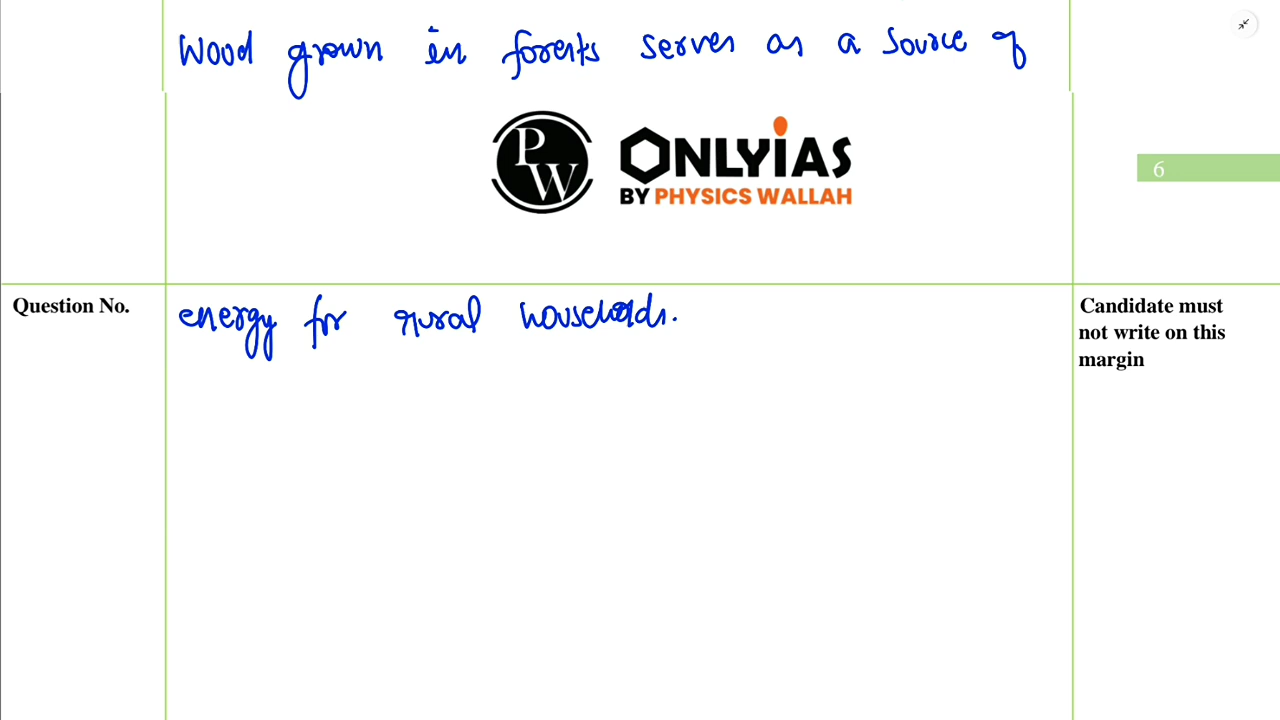 Wood grown in forests serves as a source of
PW ONLYIAS
BY PHYSICS WALLAH
6
Question No.
energy for rural households.
Candidate must
not write on this
margin